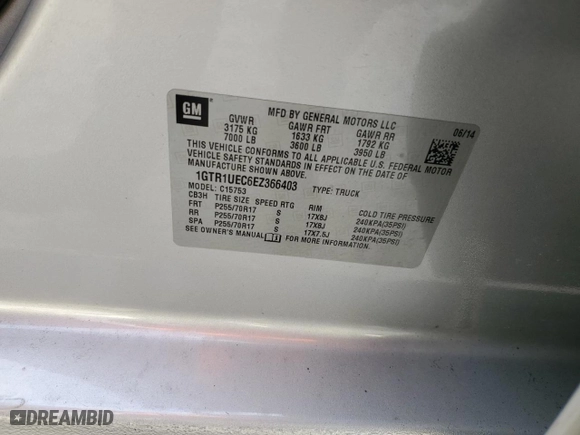 GM
MFD BY GENERAL MOTORS LLC
06/14
GVWR GAWR FRT GAWR RR
3175 KG 1633 KG 1792 KG
7000 LB 3600 LB 3950 LB
THIS VEHICLE CONFORMS TO ALL APPLICABLE U.S. FEDERAL MOTOR
VEHICLE SAFETY STANDARDS IN EFFECT ON THE DATE OF
MANUFACTURE SHOWN ABOVE.
1GTR1UEC6EZ366403 TYPE: TRUCK
MODEL: C15753
CB3H TIRE SIZE SPEED RTG RIM COLD TIRE PRESSURE
FRT P255/70R17 S 17X8J 240KPA(35PSI)
RR P255/70R17 S 17X8J 240KPA(35PSI)
SPA P255/70R17 S 17X7.5J 240KPA(35PSI)
SEE OWNER'S MANUAL FOR MORE INFORMATION.
DREAMBID